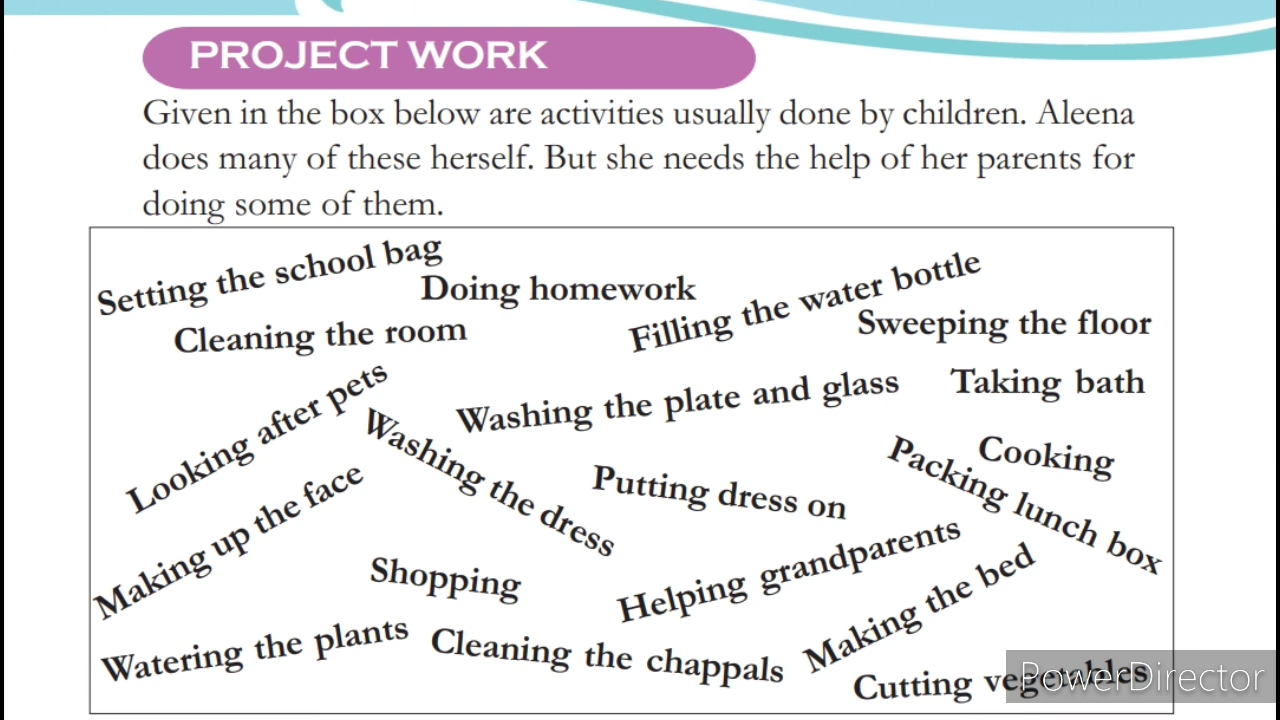 PROJECT WORK
Given in the box below are activities usually done by children. Aleena
does many of these herself. But she needs the help of her parents for
doing some of them.
Setting the school bag
Doing homework
Filling the water bottle
Cleaning the room
Sweeping the floor
Looking after pets
Washing the plate and glass
Taking bath
Washing the dress
Cooking
Packing lunch box
Putting dress on
Making up the face
Shopping
Helping grandparents
Making the bed
Watering the plants
Cleaning the chappals
Cutting vegetables
PowerDirector